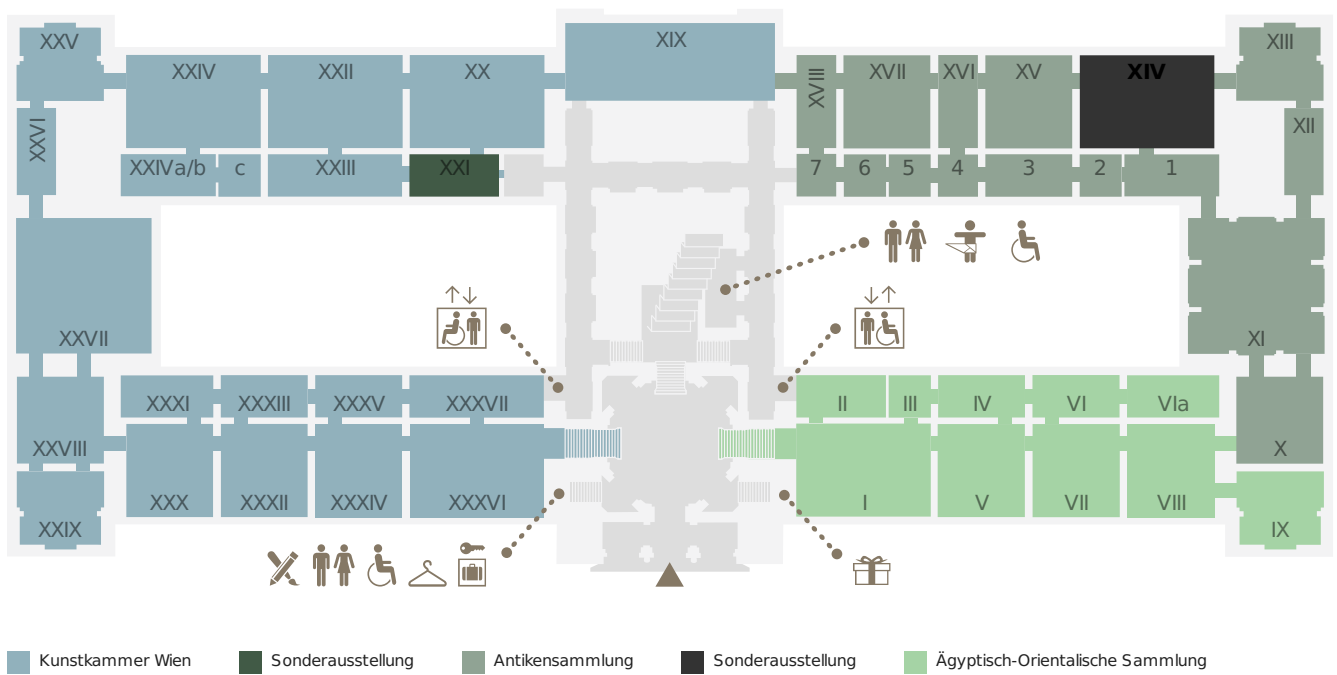 XXV
XXIV
XXII
XX
XIX
XVIII
XVII
XVI
XV
XIV
XIII
XXVI
XII
XXIVa/b
c
XXIII
XXI
7
6
5
4
3
2
1
XXVII
XI
XXXI
XXXIII
XXXV
XXXVII
II
III
IV
VI
VIa
XXVIII
X
XXX
XXXII
XXXIV
XXXVI
I
V
VII
VIII
XXIX
IX
Kunstkammer Wien
Sonderausstellung
Antikensammlung
Sonderausstellung
Ägyptisch-Orientalische Sammlung